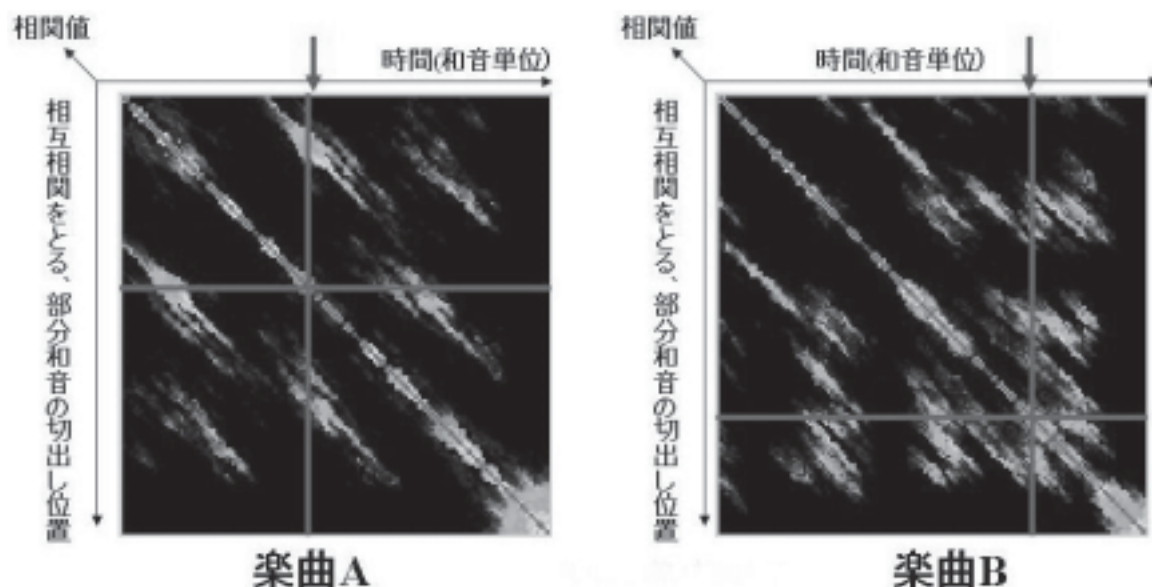 相関値
時間(和音単位)
相互相関をとる、部分和音の切出し位置
楽曲A
相関値
時間(和音単位)
相互相関をとる、部分和音の切出し位置
楽曲B